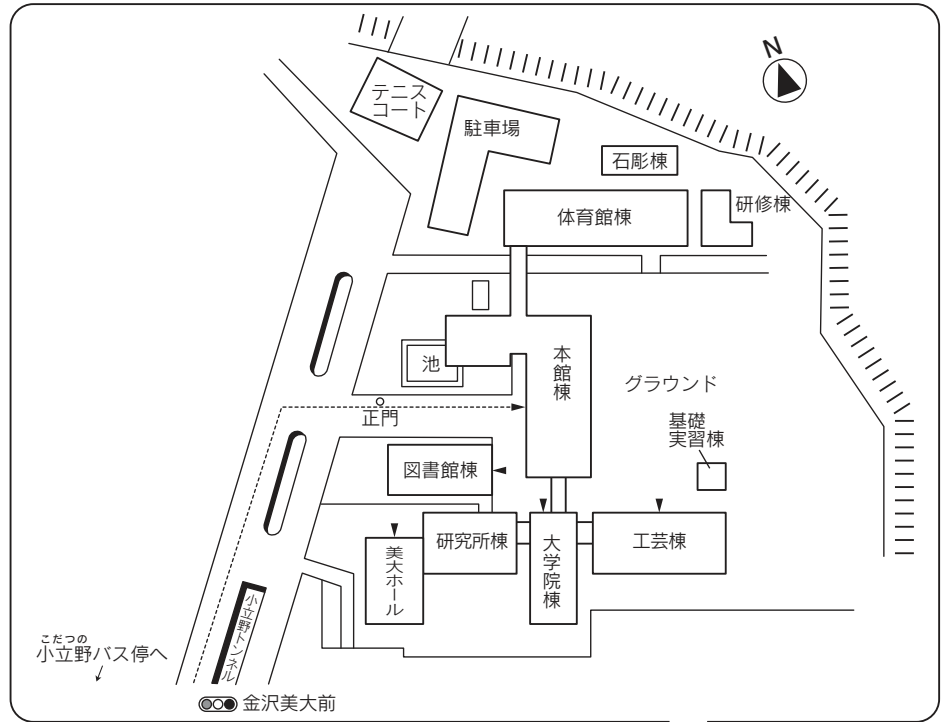 N
テニス
コート
駐車場
石彫棟
体育館棟
研修棟
池
本館棟
グラウンド
正門
基礎
実習棟
図書館棟
研究所棟
大学院棟
工芸棟
美大ホール
小立野トンネル
こだつの
小立野バス停へ
金沢美大前